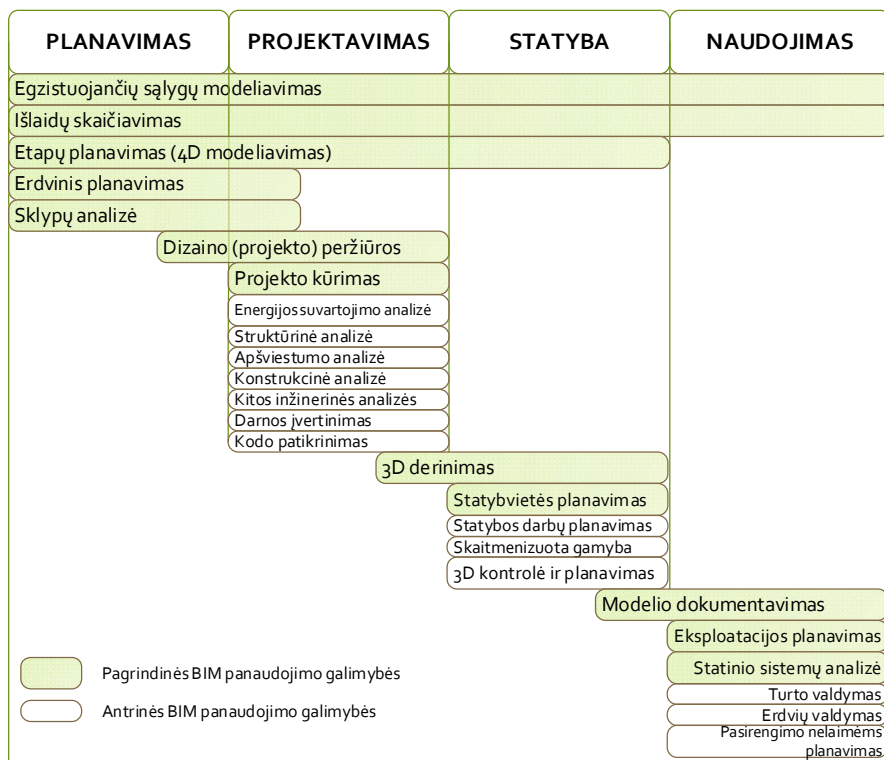 PLANAVIMAS
PROJEKTAVIMAS
STATYBA
NAUDOJIMAS
Egzistuojančių sąlygų modeliavimas
Išlaidų skaičiavimas
Etapų planavimas (4D modeliavimas)
Erdvinis planavimas
Sklypų analizė
Dizaino (projekto) peržiūros
Projekto kūrimas
Energijos suvartojimo analizė
Struktūrinė analizė
Apšviestumo analizė
Konstrukcinė analizė
Kitos inžinerinės analizės
Darnos įvertinimas
Kodo patikrinimas
3D derinimas
Statybvietės planavimas
Statybos darbų planavimas
Skaitmenizuota gamyba
3D kontrolė ir planavimas
Modelio dokumentavimas
Eksploatacijos planavimas
Statinio sistemų analizė
Turto valdymas
Erdvių valdymas
Pasirengimo nelaimėms
planavimas
Pagrindinės BIM panaudojimo galimybės
Antrinės BIM panaudojimo galimybės